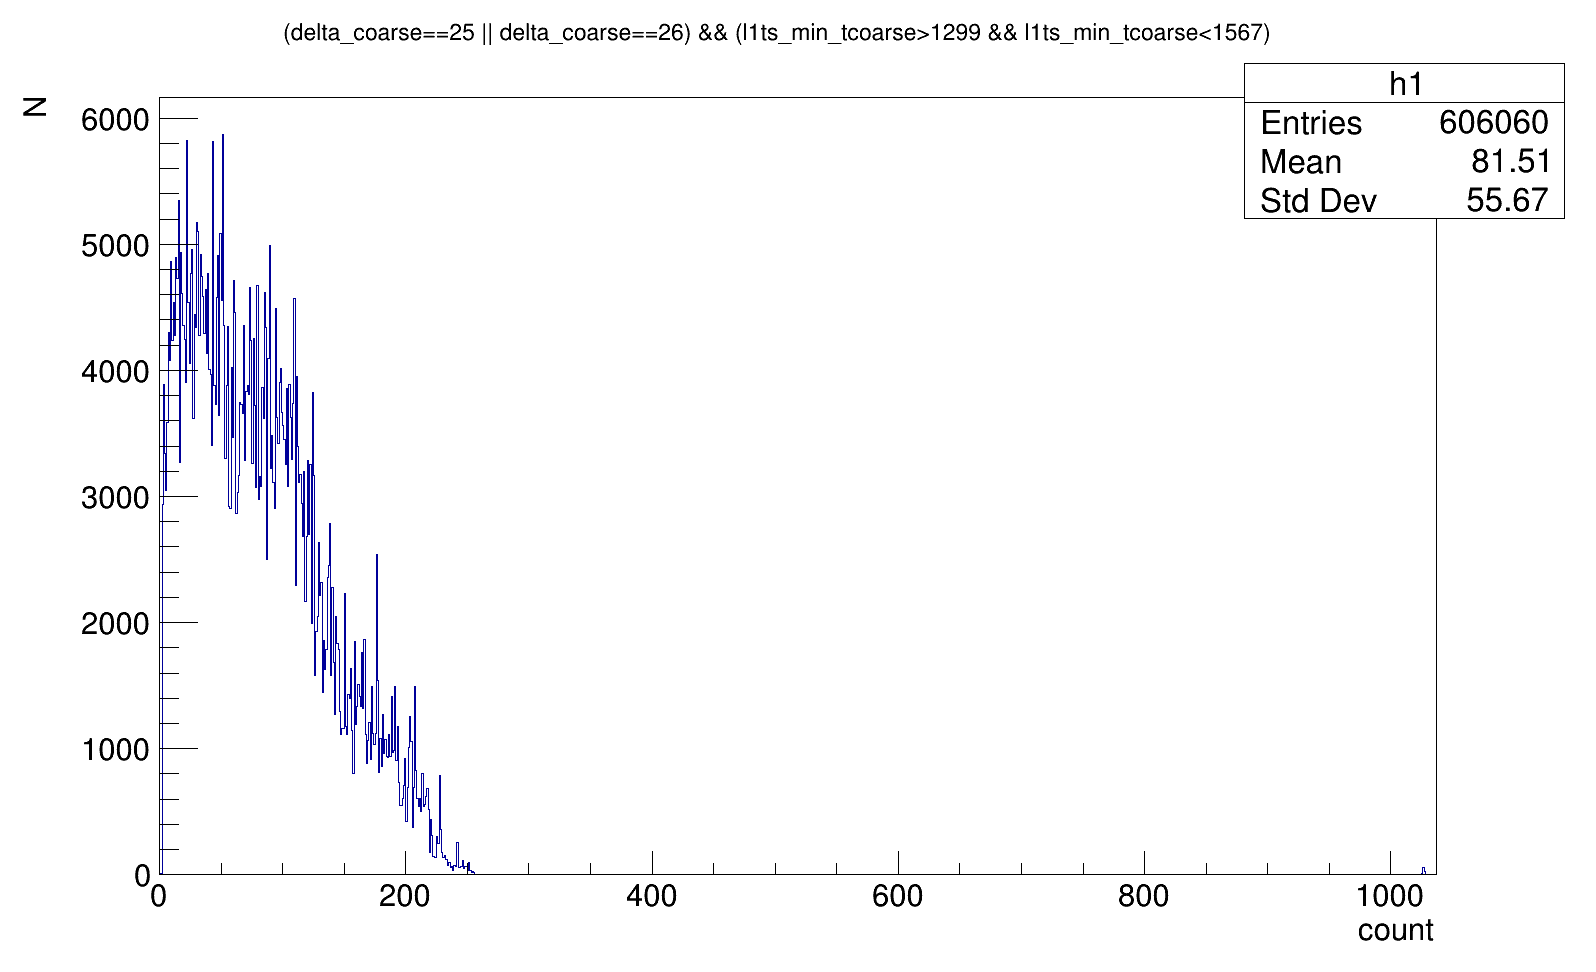 (delta_coarse==25 || delta_coarse==26) && (l1ts_min_tcoarse>1299 && l1ts_min_tcoarse<1567)
h1
Entries 606060
Mean 81.51
Std Dev 55.67
N
6000
5000
4000
3000
2000
1000
0
0 200 400 600 800 1000
count